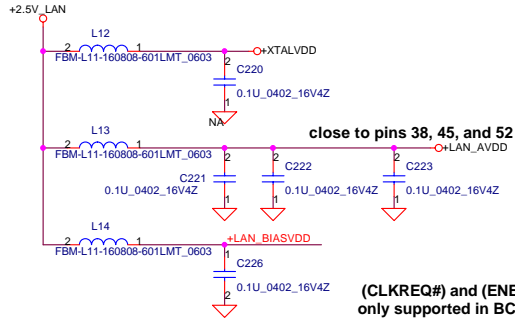 +2.5V_LAN
L12
2 1
FBM-L11-160808-601LMT_0603
+XTALVDD
2
C220
0.1U_0402_16V4Z
1
NA
L13
close to pins 38, 45, and 52
2 1
FBM-L11-160808-601LMT_0603
+LAN_AVDD
2 2 2
C221 C222 C223
0.1U_0402_16V4Z 0.1U_0402_16V4Z 0.1U_0402_16V4Z
1 1 1
L14
2 1
+LAN_BIASVDD
FBM-L11-160808-601LMT_0603
1
C226
0.1U_0402_16V4Z
2
(CLKREQ#) and (ENE
only supported in BC